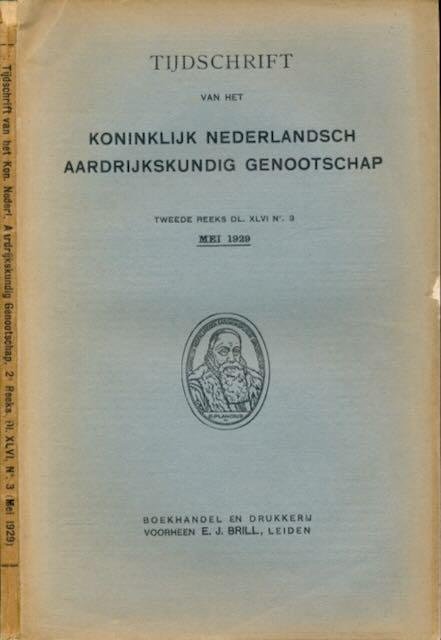 TIJDSCHRIFT
VAN HET
KONINKLIJK NEDERLANDSCH
AARDRIJKSKUNDIG GENOOTSCHAP
TWEEDE REEKS DL. XLVI Nº. 3
MEI 1929
P. PLANCIUS
BOEKHANDEL EN DRUKKERIJ
VOORHEEN E. J. BRILL, LEIDEN
Tijdschrift van het Kon. Nederl. Aardrijkskundig Genootschap, 2e Reeks, Dl. XLVI, Nº. 3 (Mei 1929)